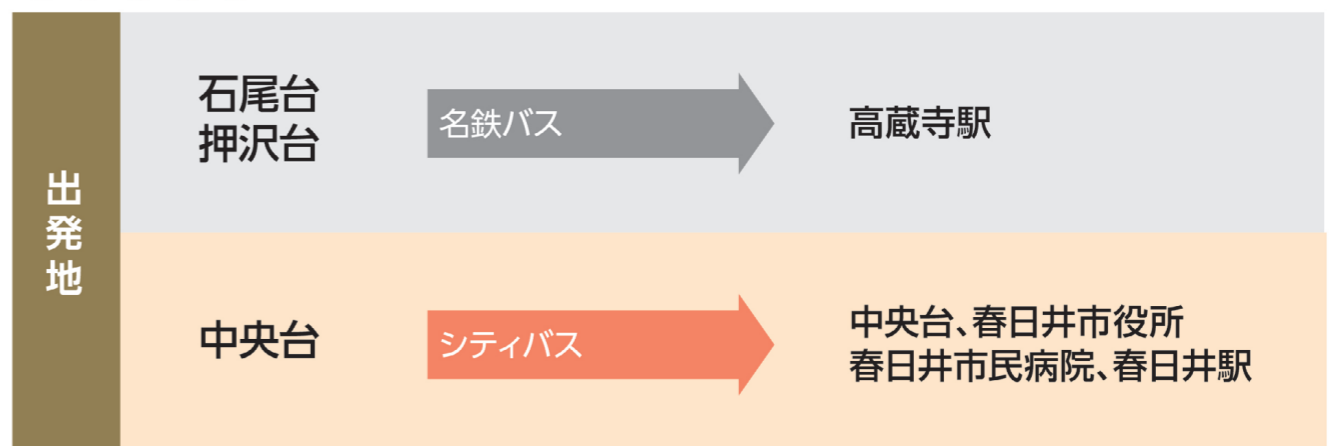 出発地
石尾台
押沢台
名鉄バス
高蔵寺駅
中央台
シティバス
中央台、春日井市役所
春日井市民病院、春日井駅